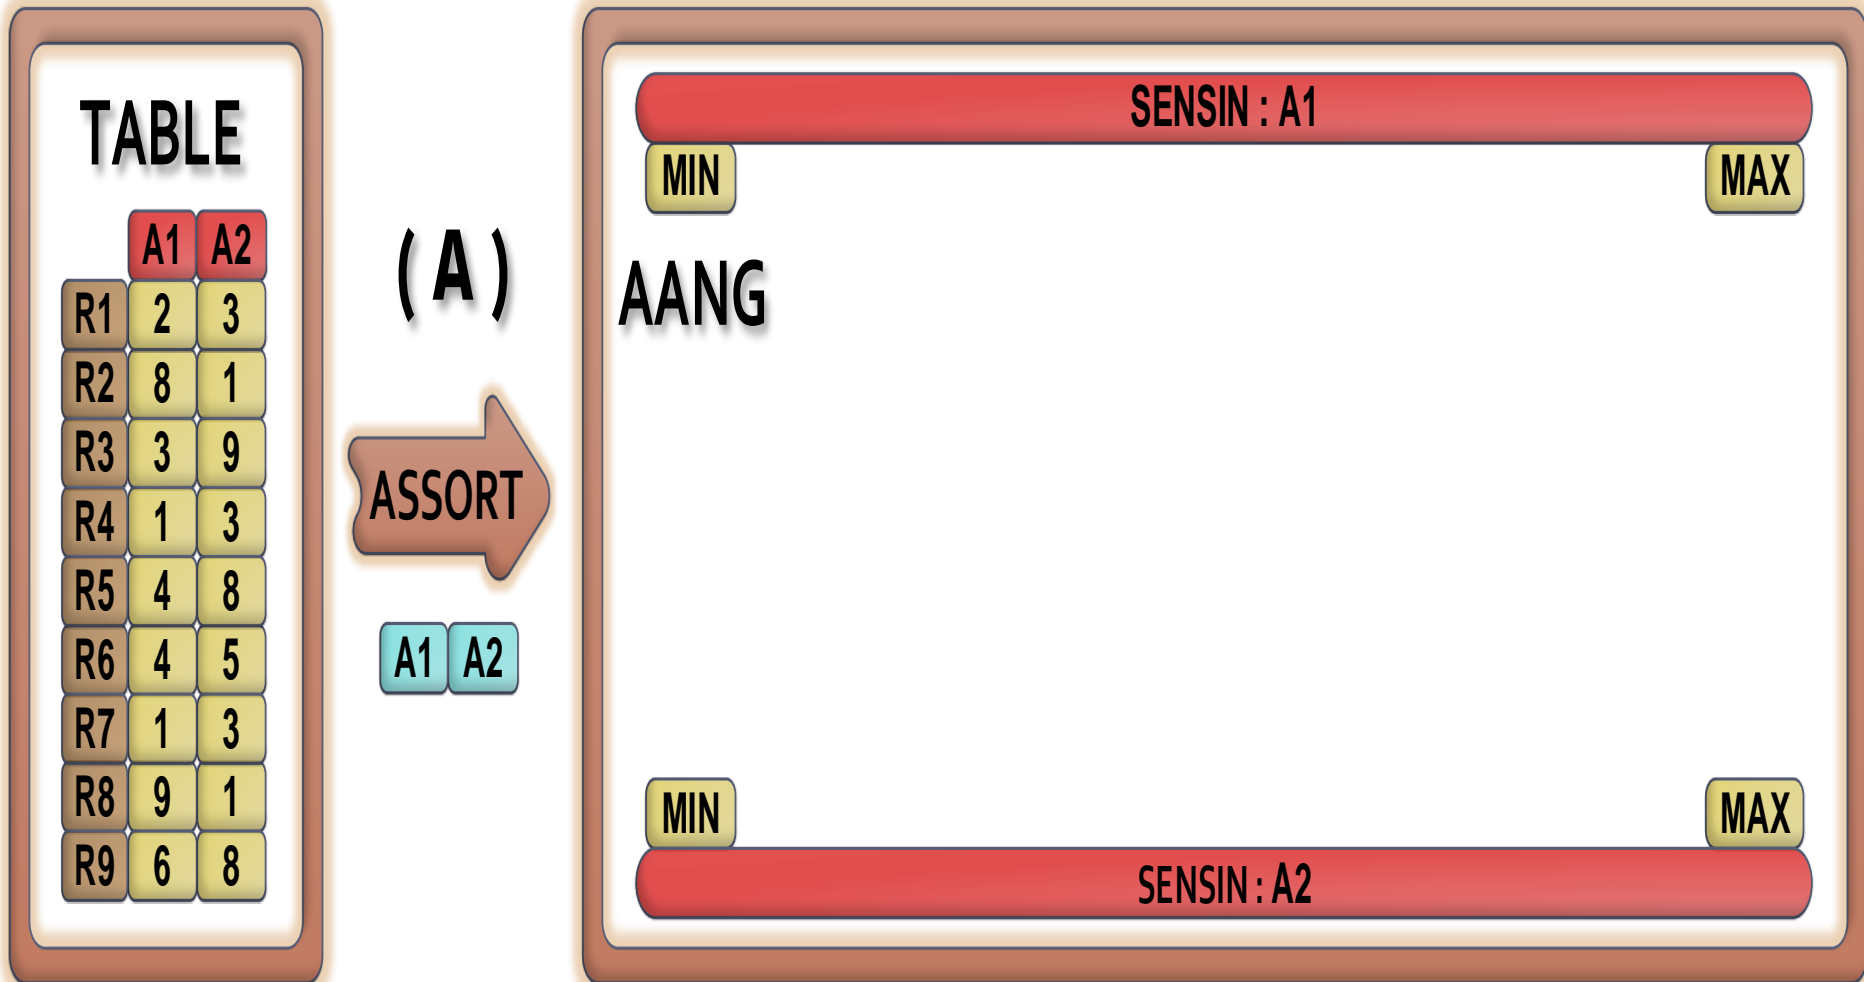 TABLE
A1 A2
R1 2 3
R2 8 1
R3 3 9
R4 1 3
R5 4 8
R6 4 5
R7 1 3
R8 9 1
R9 6 8
(A)
ASSORT
A1 A2
SENSIN : A1
MIN MAX
AANG
MIN MAX
SENSIN : A2